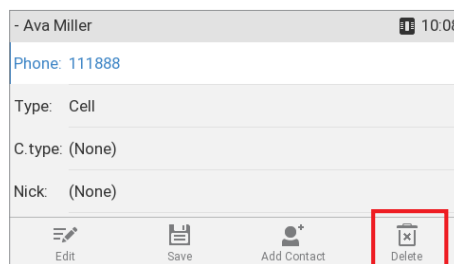 - Ava Miller 10:08
Phone: 111888
Type: Cell
C.type: (None)
Nick: (None)
Edit Save Add Contact Delete